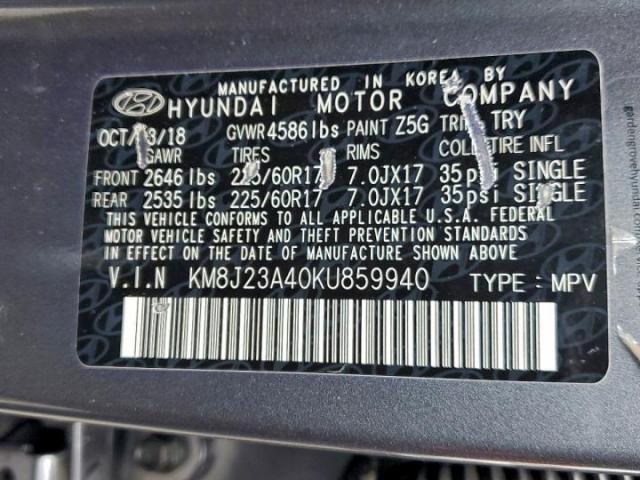 MANUFACTURED IN KOREA BY
HYUNDAI MOTOR COMPANY
OCT/ 3/18 GVWR 4586 lbs PAINT Z5G TRIM TRY
GAWR TIRES RIMS COLD TIRE INFL
FRONT 2646 lbs 225/60R17 7.0JX17 35 psi SINGLE
REAR 2535 lbs 225/60R17 7.0JX17 35 psi SINGLE
THIS VEHICLE CONFORMS TO ALL APPLICABLE U.S.A. FEDERAL
MOTOR VEHICLE SAFETY AND THEFT PREVENTION STANDARDS
IN EFFECT ON THE DATE OF MANUFACTURE SHOWN ABOVE.
V.I.N KM8J23A40KU859940 TYPE : MPV